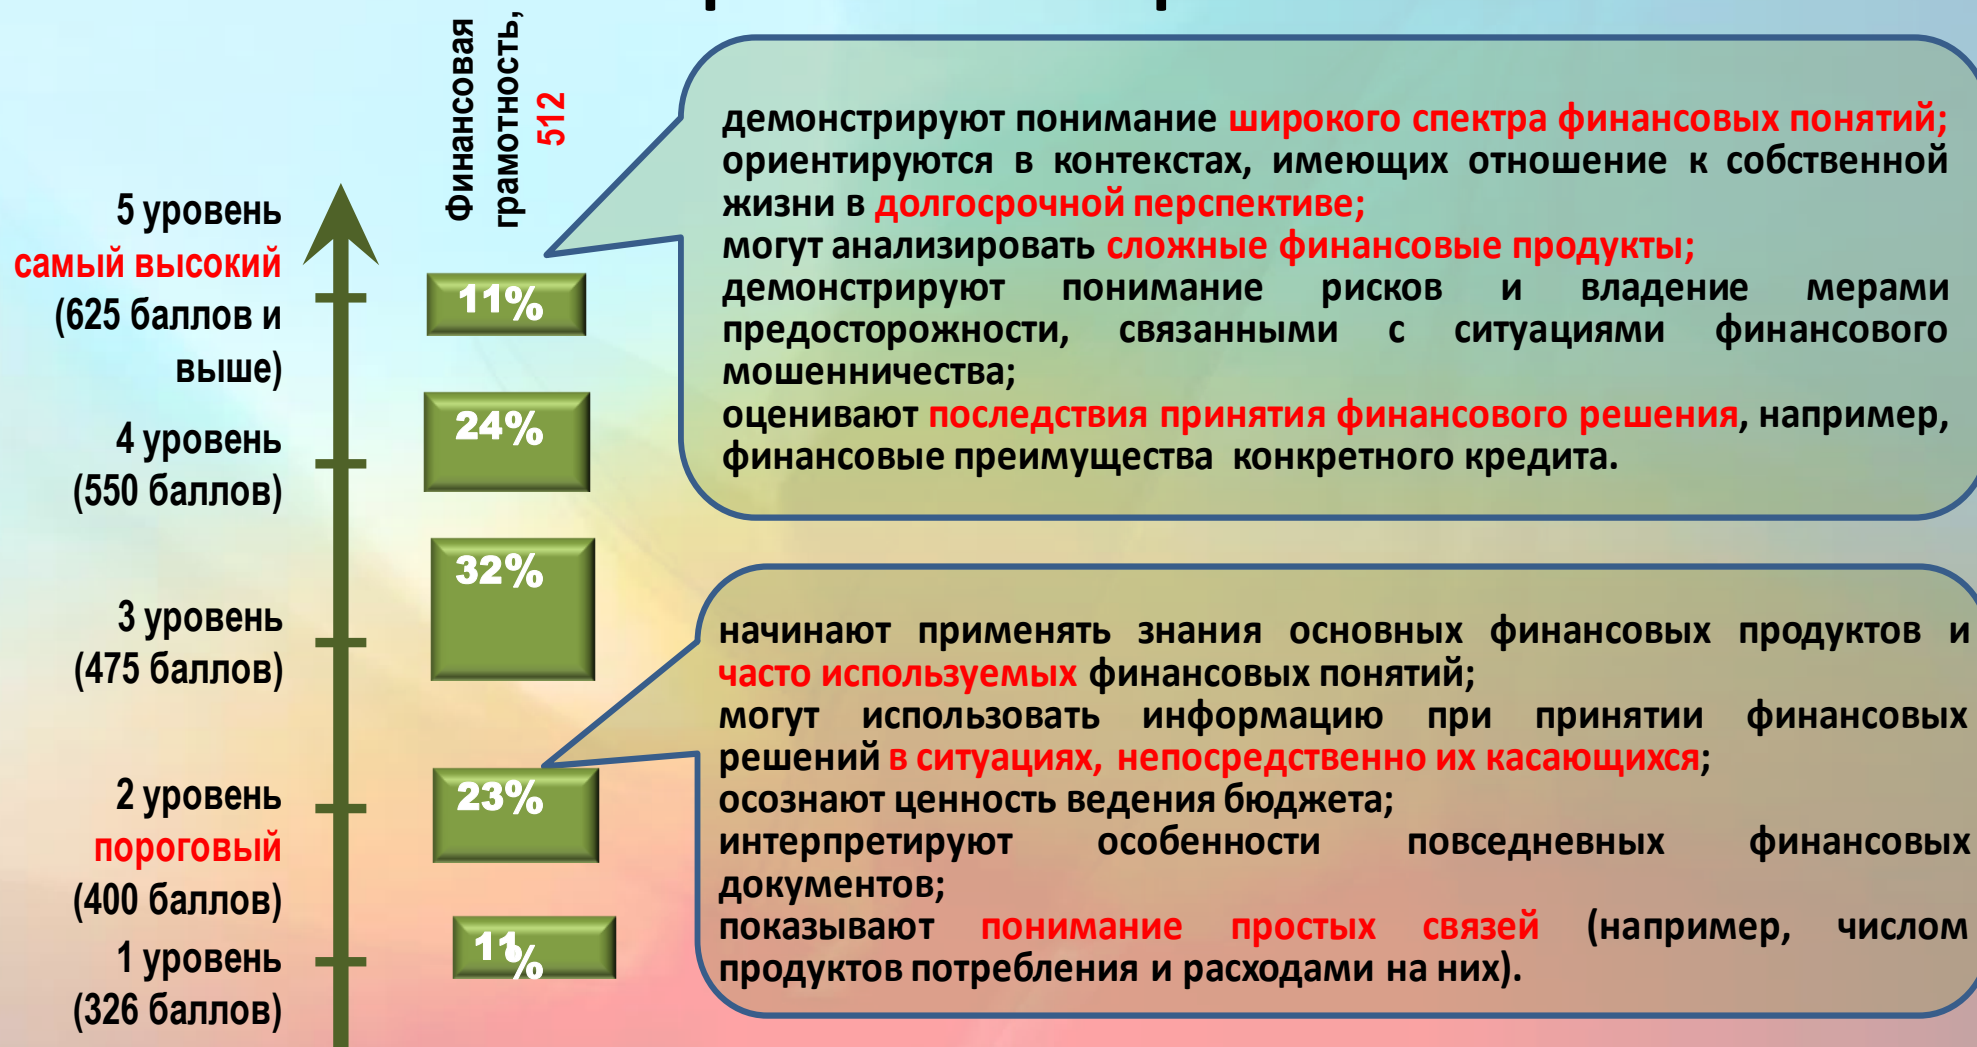 Финансовая
грамотность,
512
5 уровень
самый высокий
(625 баллов и
выше)
4 уровень
(550 баллов)
3 уровень
(475 баллов)
2 уровень
пороговый
(400 баллов)
1 уровень
(326 баллов)
11%
24%
32%
23%
11%
демонстрируют понимание широкого спектра финансовых понятий;
ориентируются в контекстах, имеющих отношение к собственной
жизни в долгосрочной перспективе;
могут анализировать сложные финансовые продукты;
демонстрируют понимание рисков и владение мерами
предосторожности, связанными с ситуациями финансового
мошенничества;
оценивают последствия принятия финансового решения, например,
финансовые преимущества конкретного кредита.
начинают применять знания основных финансовых продуктов и
часто используемых финансовых понятий;
могут использовать информацию при принятии финансовых
решений в ситуациях, непосредственно их касающихся;
осознают ценность ведения бюджета;
интерпретируют особенности повседневных финансовых
документов;
показывают понимание простых связей (например, числом
продуктов потребления и расходами на них).